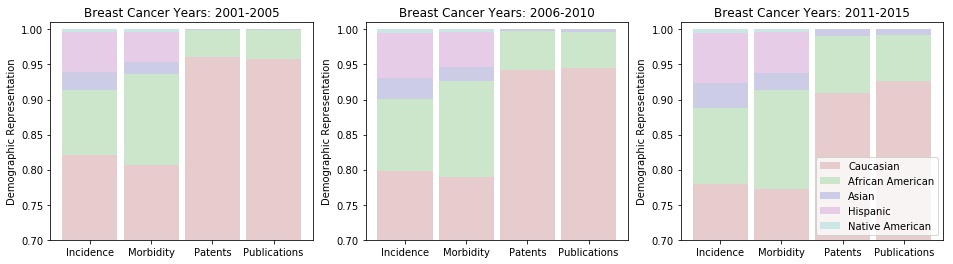 Breast Cancer Years: 2001-2005
Demographic Representation
1.00
0.95
0.90
0.85
0.80
0.75
0.70
Incidence
Morbidity
Patents
Publications
Breast Cancer Years: 2006-2010
Demographic Representation
1.00
0.95
0.90
0.85
0.80
0.75
0.70
Incidence
Morbidity
Patents
Publications
Breast Cancer Years: 2011-2015
Demographic Representation
1.00
0.95
0.90
0.85
0.80
0.75
0.70
Caucasian
African American
Asian
Hispanic
Native American
Incidence
Morbidity
Patents
Publications